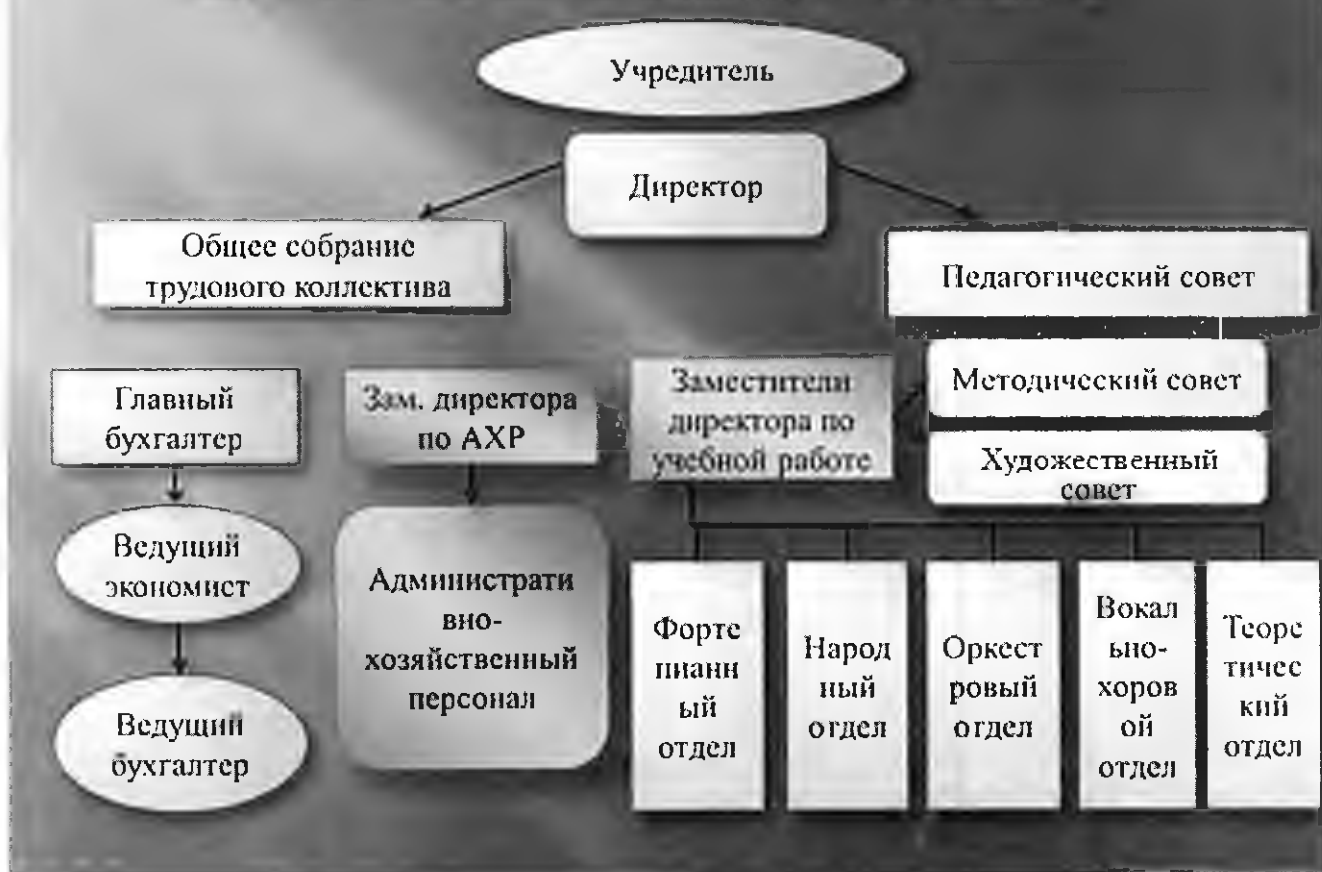 Учредитель
Директор
Общее собрание
трудового коллектива
Педагогический совет
Главный
бухгалтер
Зам. директора
по АХР
Заместители
директора по
учебной работе
Методический совет
Художественный
совет
Ведущий
экономист
Ведущий
бухгалтер
Административ
вно-
хозяйственный
персонал
Форте
пианн
ый
отдел
Народ
ный
отдел
Оркест
ровый
отдел
Вокал
ьно-
хоров
ой
отдел
Теоре
тичес
кий
отдел